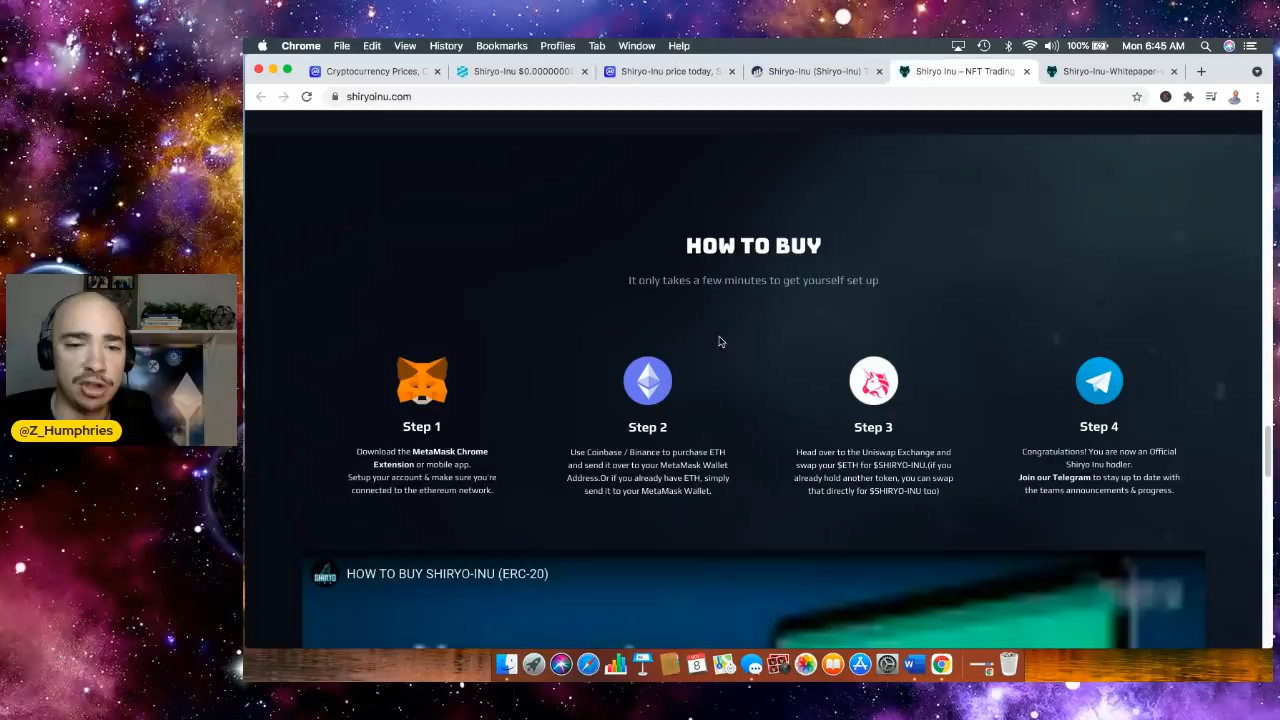 Chrome File Edit View History Bookmarks Profiles Tab Window Help 100% Mon 6:45 AM
Cryptocurrency Prices, C Shiryo-Inu $0.0000000 Shiryo-Inu price today, S Shiryo-Inu (Shiryo-Inu) T Shiryo Inu – NFT Trading Shiryo-Inu-Whitepaper-
shiryoinu.com
HOW TO BUY
It only takes a few minutes to get yourself set up
Step 1
Download the MetaMask Chrome
Extension or mobile app.
Setup your account & make sure you're
connected to the ethereum network.
Step 2
Use Coinbase / Binance to purchase ETH
and send it over to your MetaMask Wallet
Address.Or if you already have ETH, simply
send it to your MetaMask Wallet.
Step 3
Head over to the Uniswap Exchange and
swap your $ETH for $SHIRYO-INU.(if you
already hold another token, you can swap
that directly for $SHIRYO-INU too)
Step 4
Congratulations! You are now an Official
Shiryo Inu hodler.
Join our Telegram to stay up to date with
the teams announcements & progress.
@Z_Humphries
SHIRYO
HOW TO BUY SHIRYO-INU (ERC-20)
NOV
8